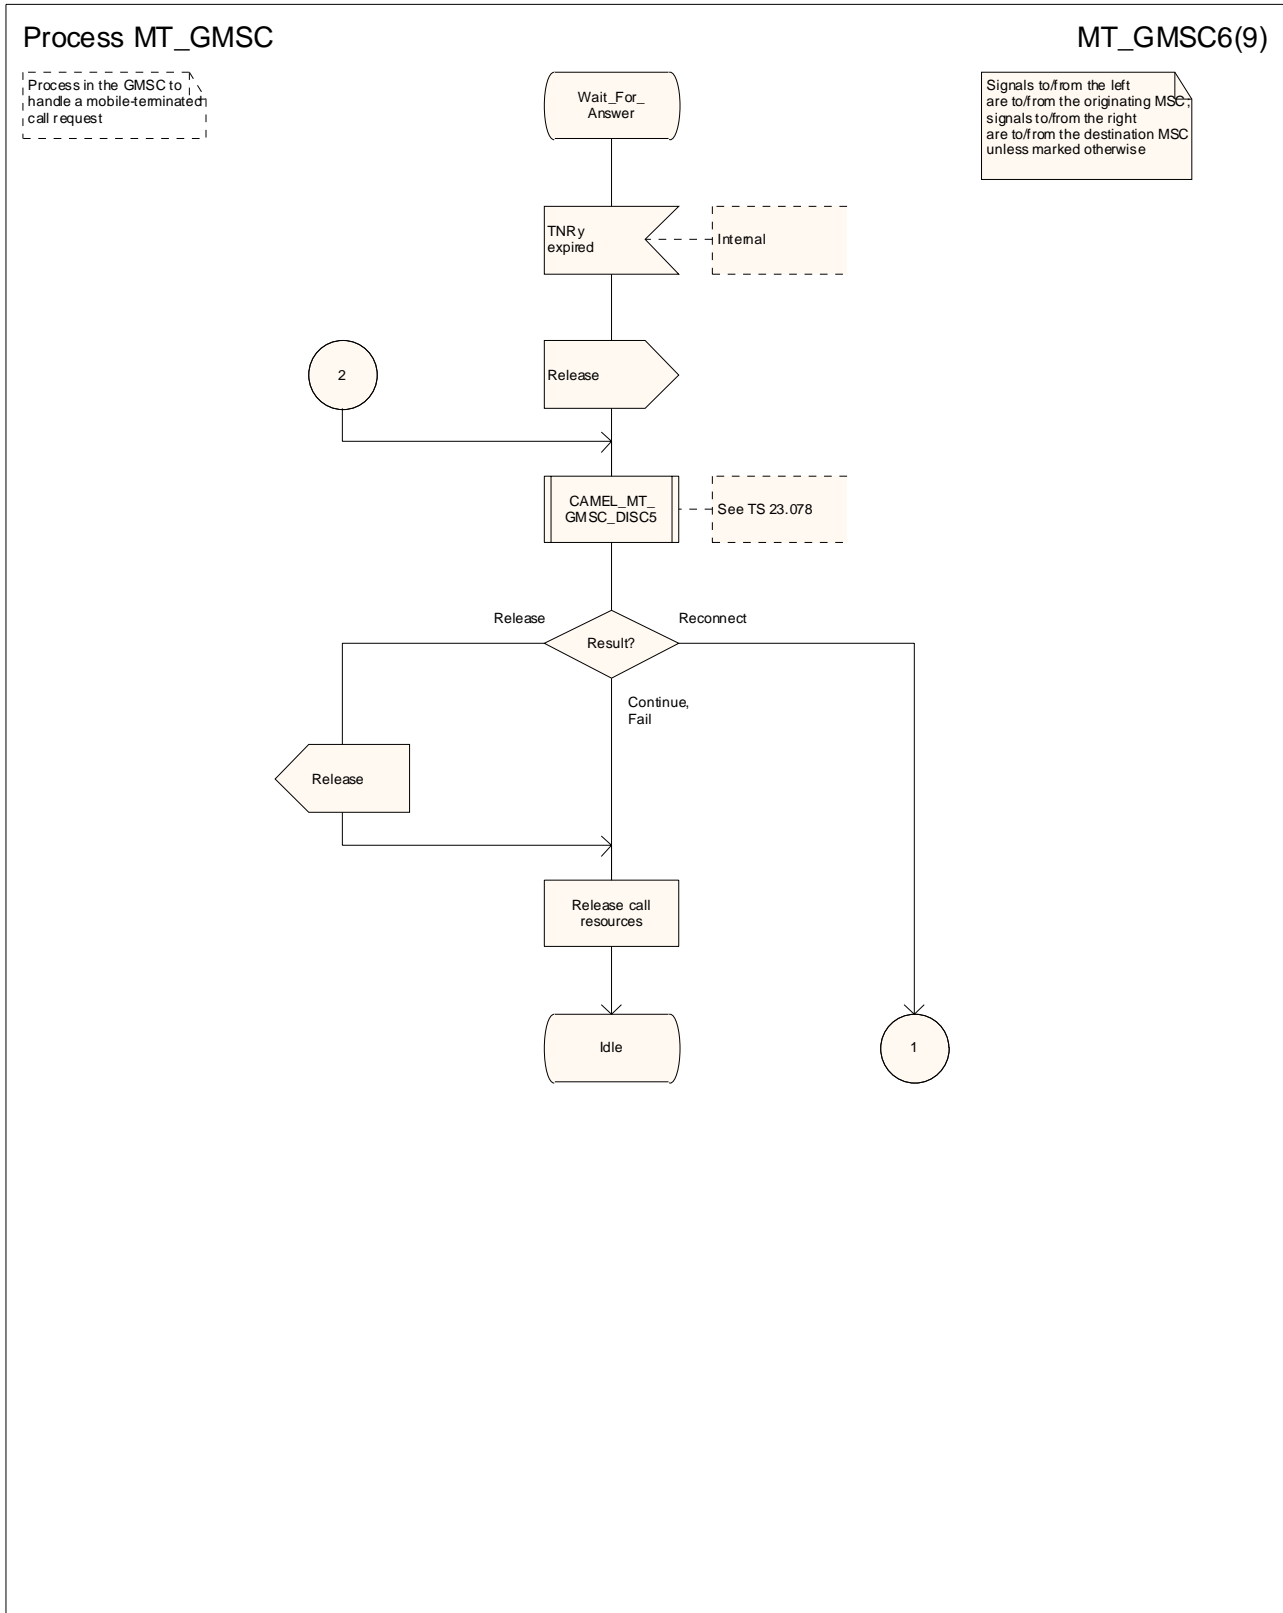 Process MT_GMSC
MT_GMSC6(9)
Process in the GMSC to
handle a mobile-terminated
call request
Signals to/from the left
are to/from the originating MSC;
signals to/from the right
are to/from the destination MSC
unless marked otherwise
Wait_For_
Answer
TNRy
expired
Internal
2
Release
CAMEL_MT_
GMSC_DISC5
See TS 23.078
Release
Reconnect
Result?
Continue,
Fail
Release
Release call
resources
Idle
1